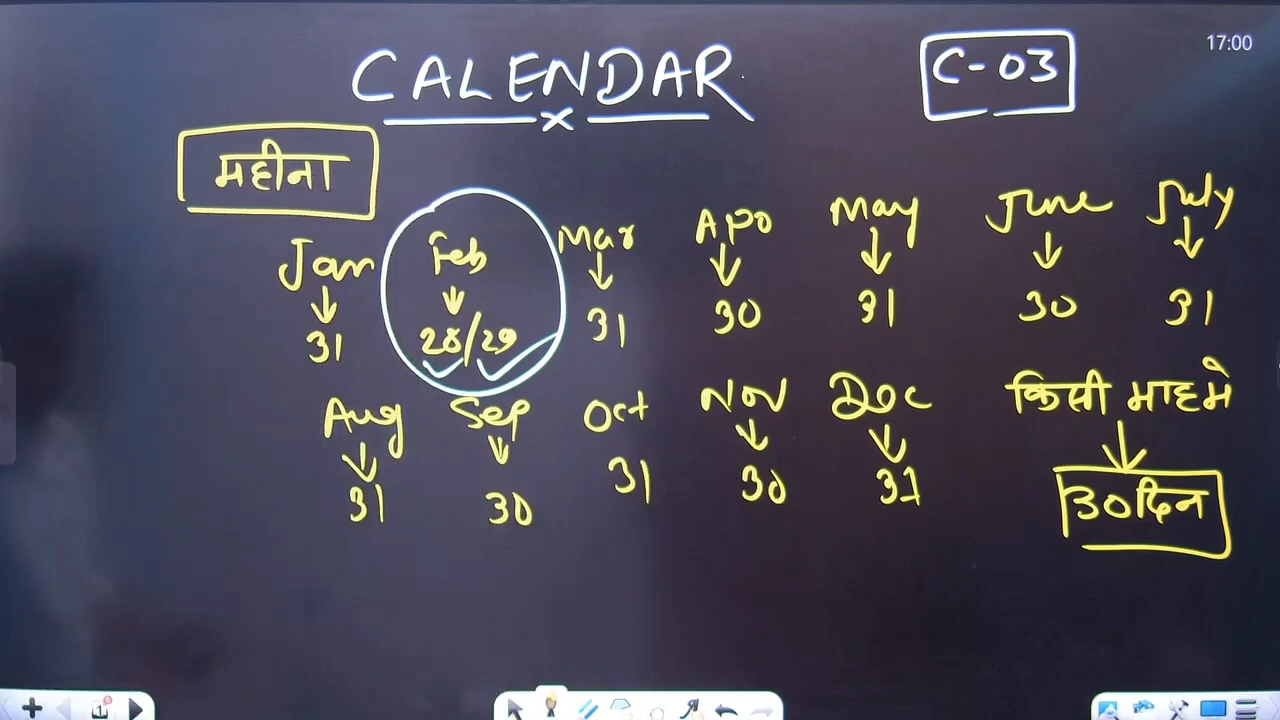 17:00
CALENDAR
C-03
महीना
Jan Feb Mar Apr May June July
31 28/29 31 30 31 30 31
Aug Sep Oct Nov Dec
31 30 31 30 31
किसी माह मे
30 दिन